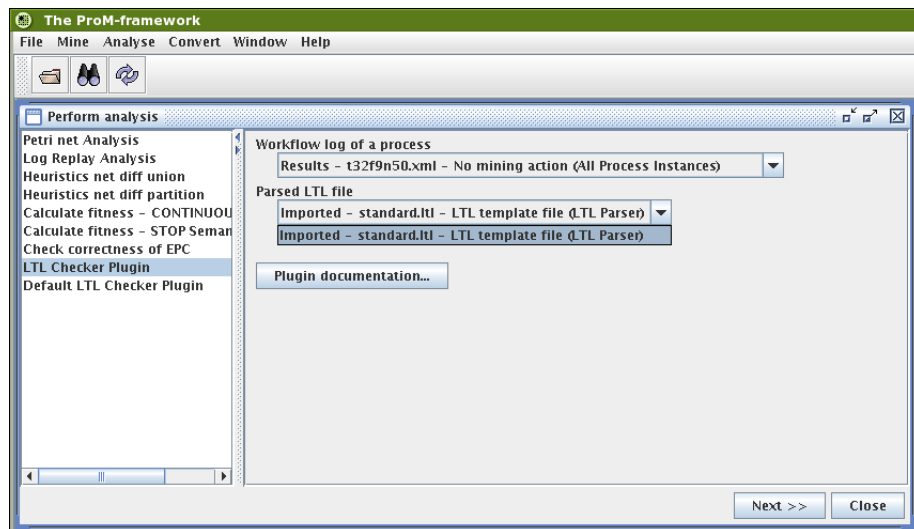 The ProM-framework
File Mine Analyse Convert Window Help
Perform analysis
Petri net Analysis
Log Replay Analysis
Heuristics net diff union
Heuristics net diff partition
Calculate fitness - CONTINUOU
Calculate fitness - STOP Seman
Check correctness of EPC
LTL Checker Plugin
Default LTL Checker Plugin
Workflow log of a process
Results - t32f9n50.xml - No mining action (All Process Instances)
Parsed LTL file
Imported - standard.ltl - LTL template file (LTL Parser)
Imported - standard.ltl - LTL template file (LTL Parser)
Plugin documentation...
Next >> Close